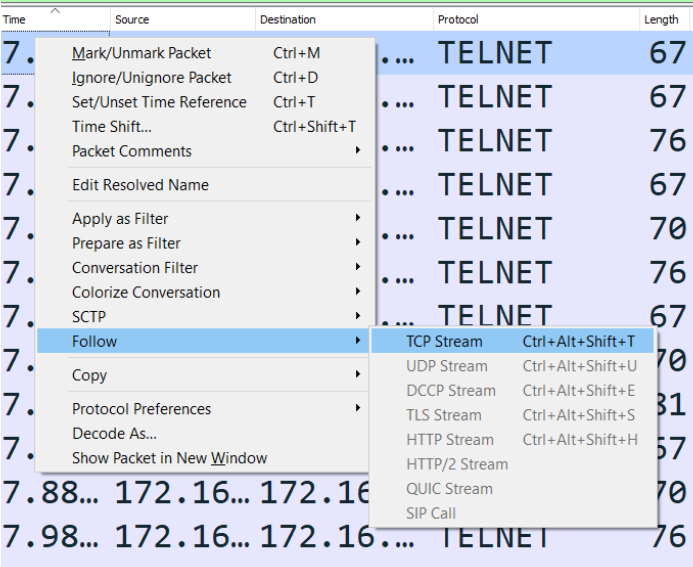 Time Source Destination Protocol Length
7. … TELNET 67
Mark/Unmark Packet Ctrl+M
7. … TELNET 67
Ignore/Unignore Packet Ctrl+D
Set/Unset Time Reference Ctrl+T
7. … TELNET 76
Time Shift... Ctrl+Shift+T
Packet Comments
7. … TELNET 67
Edit Resolved Name
7. … TELNET 70
Apply as Filter
Prepare as Filter
7. … TELNET 76
Conversation Filter
Colorize Conversation
7. TELNET 67
SCTP
Follow
TCP Stream Ctrl+Alt+Shift+T
7. 70
UDP Stream Ctrl+Alt+Shift+U
Copy
DCCP Stream Ctrl+Alt+Shift+E
7. 81
Protocol Preferences
TLS Stream Ctrl+Alt+Shift+S
Decode As...
HTTP Stream Ctrl+Alt+Shift+H
7. 67
Show Packet in New Window
HTTP/2 Stream
7.88… 172.16… 172.16 70
QUIC Stream
SIP Call
7.98… 172.16… 172.16.… TELNET 76